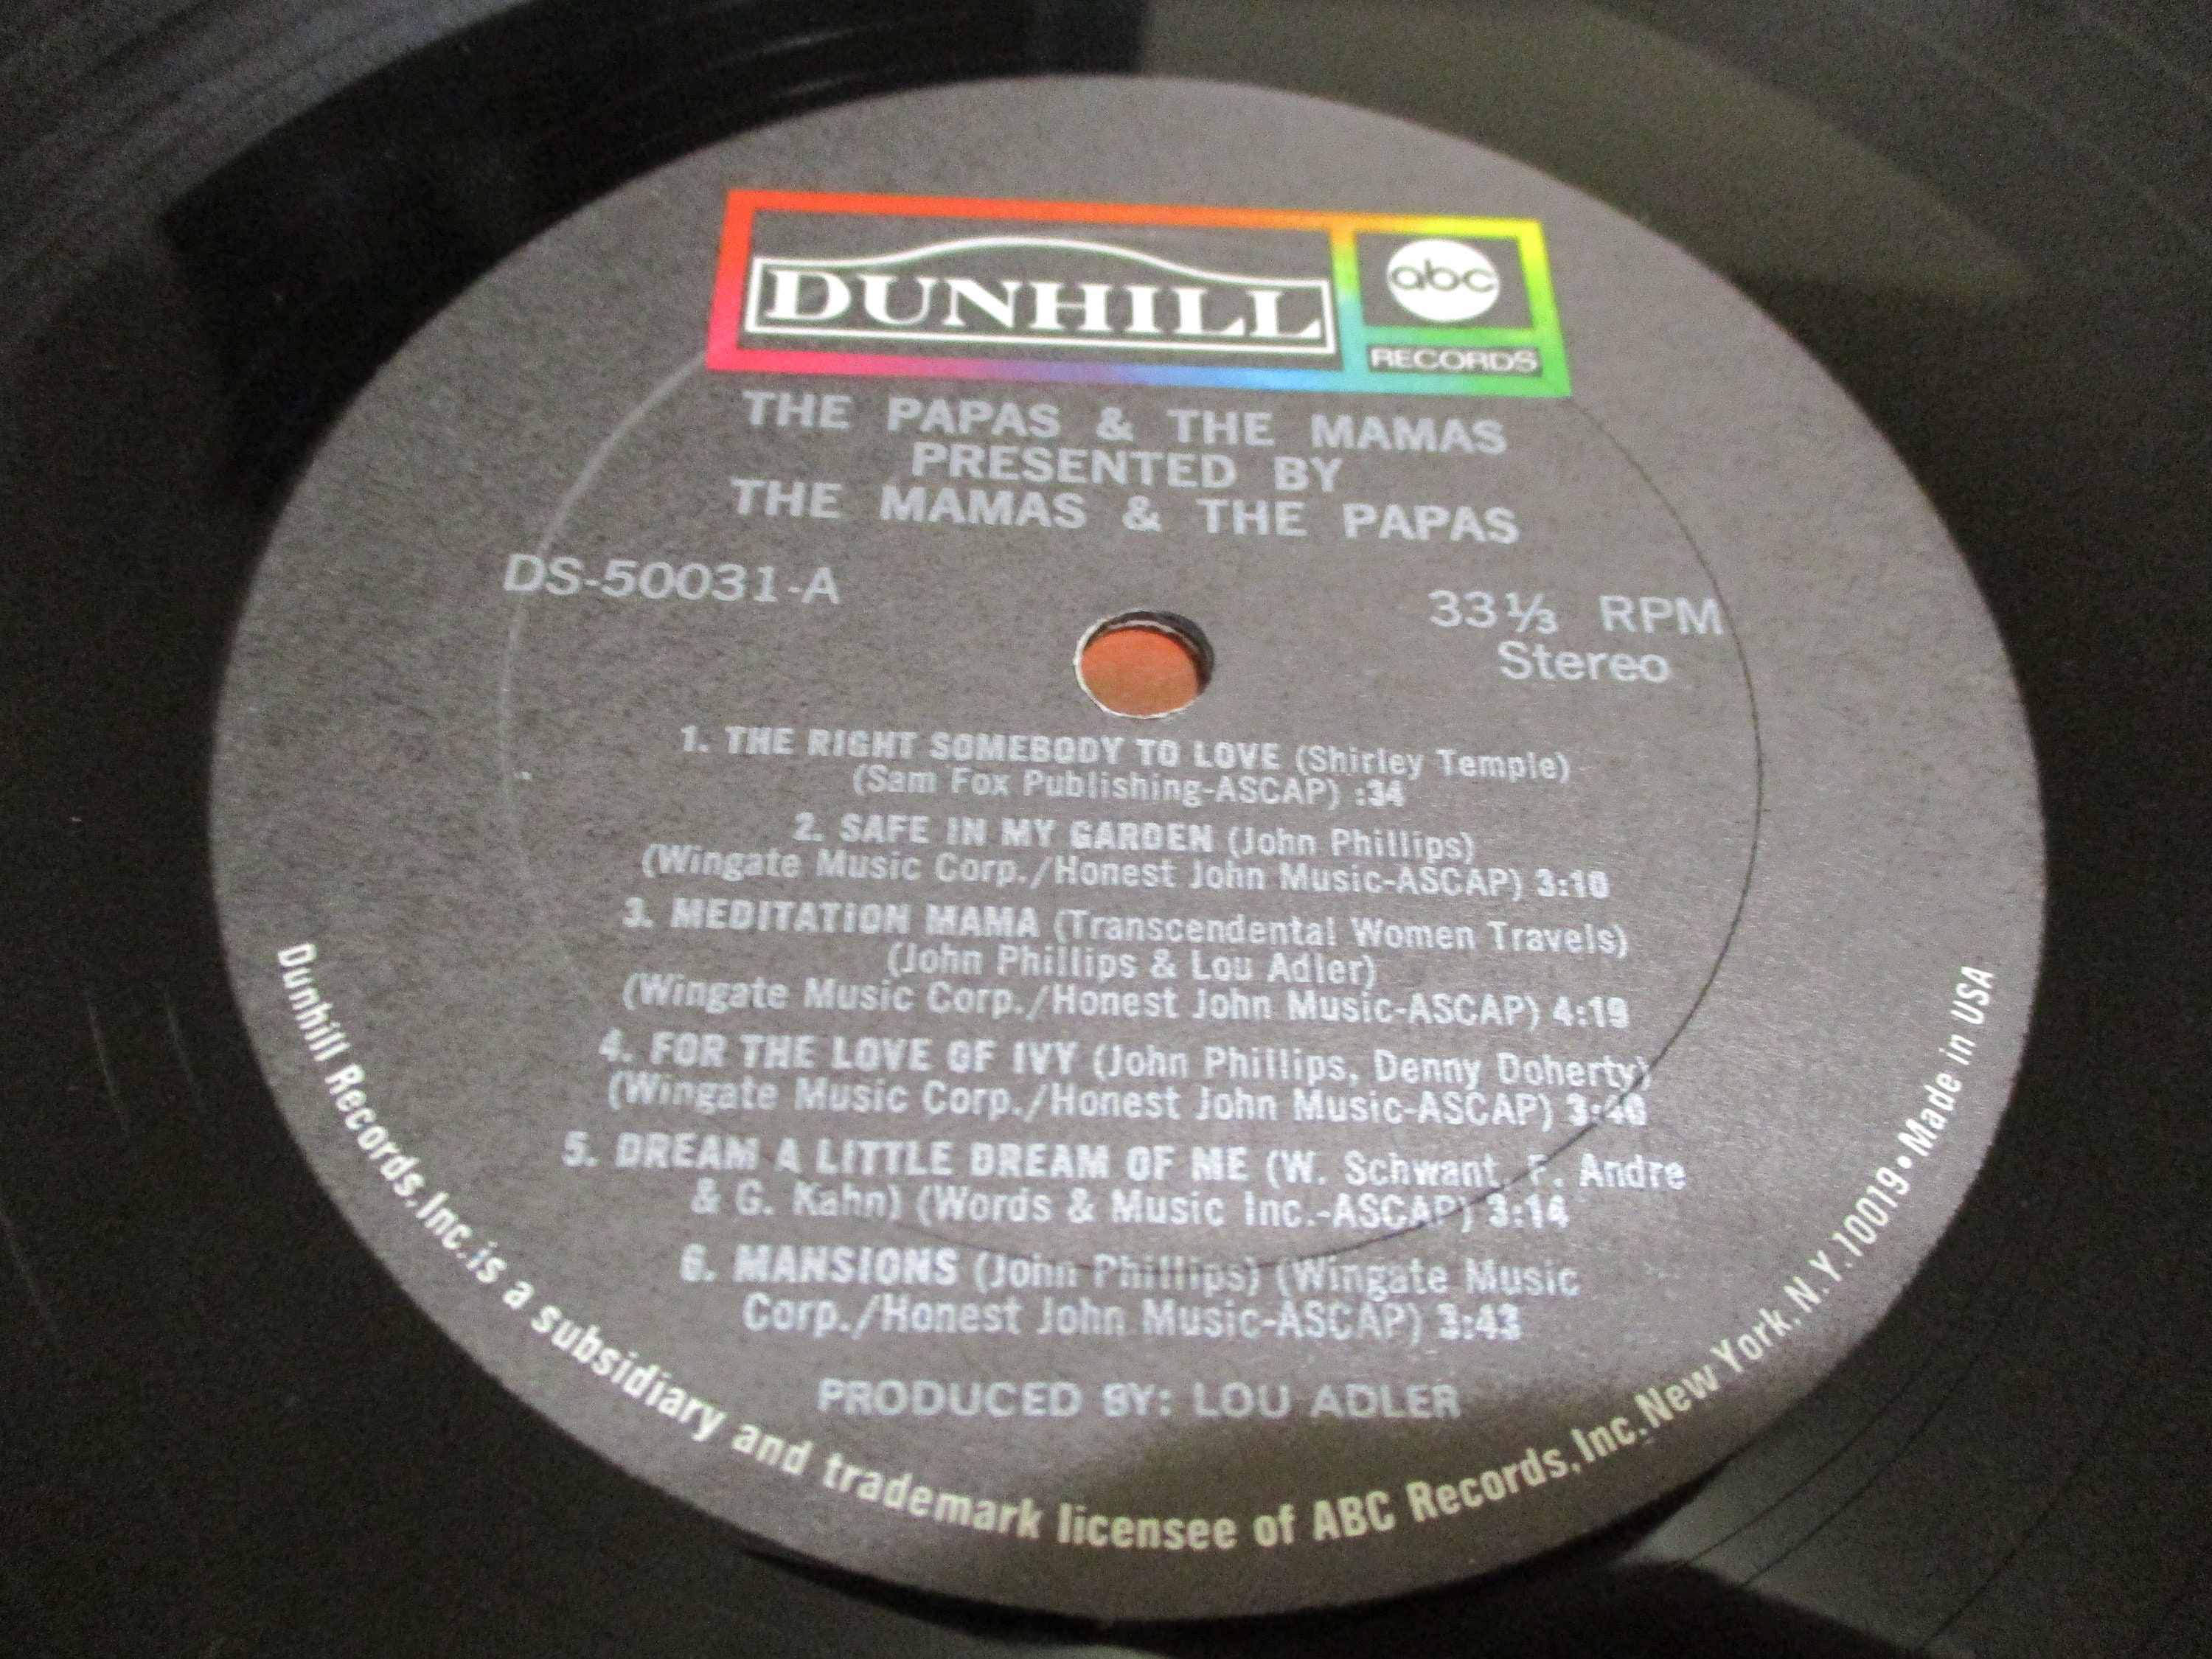 DUNHILL
abc
RECORDS
THE PAPAS & THE MAMAS
PRESENTED BY
THE MAMAS & THE PAPAS
DS-50031-A
33⅓ RPM
Stereo
1. THE RIGHT SOMEBODY TO LOVE (Shirley Temple)
(Sam Fox Publishing-ASCAP) :34
2. SAFE IN MY GARDEN (John Phillips)
(Wingate Music Corp./Honest John Music-ASCAP) 3:10
3. MEDITATION MAMA (Transcendental Women Travels)
(John Phillips & Lou Adler)
(Wingate Music Corp./Honest John Music-ASCAP) 4:19
4. FOR THE LOVE OF IVY (John Phillips, Denny Doherty)
(Wingate Music Corp./Honest John Music-ASCAP) 3:40
5. DREAM A LITTLE DREAM OF ME (W. Schwant, F. Andre
& G. Kahn) (Words & Music Inc.-ASCAP) 3:14
6. MANSIONS (John Phillips) (Wingate Music
Corp./Honest John Music-ASCAP) 3:43
PRODUCED BY: LOU ADLER
Dunhill Records, Inc. is a subsidiary and trademark licensee of ABC Records, Inc. New York, N.Y. 10019 • Made in USA